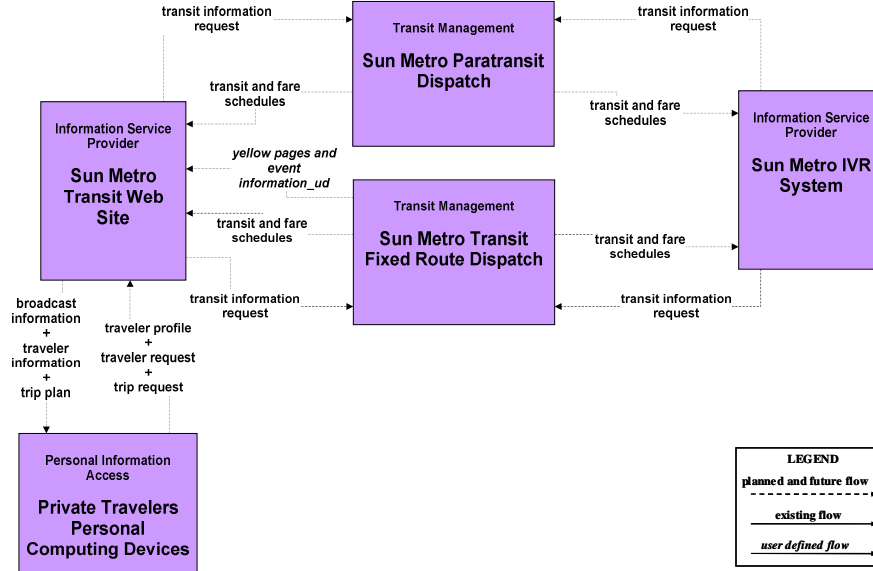 transit information
request
Transit Management
Sun Metro Paratransit
Dispatch
transit information
request
transit and fare
schedules
transit and fare
schedules
Information Service
Provider
Sun Metro
Transit Web
Site
Information Service
Provider
Sun Metro IVR
System
yellow pages and
event
information_ud
Transit Management
Sun Metro Transit
Fixed Route Dispatch
transit and fare
schedules
transit and fare
schedules
transit information
request
transit information
request
broadcast
information
+
traveler
information
+
trip plan
traveler profile
+
traveler request
+
trip request
Personal Information
Access
Private Travelers
Personal
Computing Devices
LEGEND
planned and future flow
existing flow
user defined flow